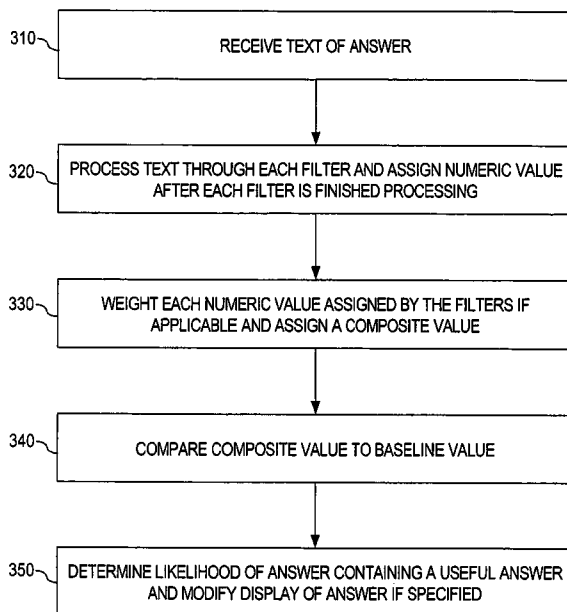 310
RECEIVE TEXT OF ANSWER
320
PROCESS TEXT THROUGH EACH FILTER AND ASSIGN NUMERIC VALUE
AFTER EACH FILTER IS FINISHED PROCESSING
330
WEIGHT EACH NUMERIC VALUE ASSIGNED BY THE FILTERS IF
APPLICABLE AND ASSIGN A COMPOSITE VALUE
340
COMPARE COMPOSITE VALUE TO BASELINE VALUE
350
DETERMINE LIKELIHOOD OF ANSWER CONTAINING A USEFUL ANSWER
AND MODIFY DISPLAY OF ANSWER IF SPECIFIED